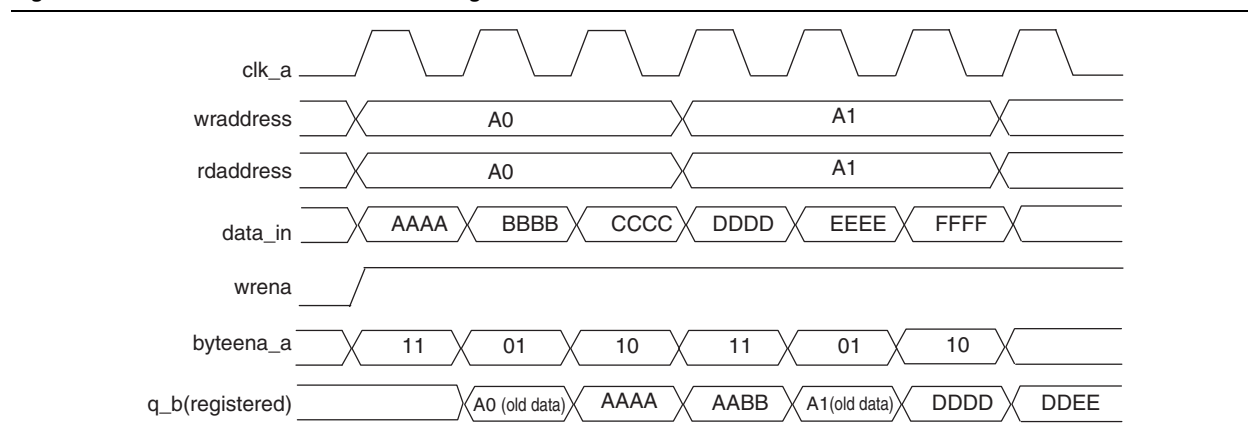 clk_a
wraddress A0 A1
rdaddress A0 A1
data_in AAAA BBBB CCCC DDDD EEEE FFFF
wrena
byteena_a 11 01 10 11 01 10
q_b(registered) A0 (old data) AAAA AABB A1(old data) DDDD DDEE